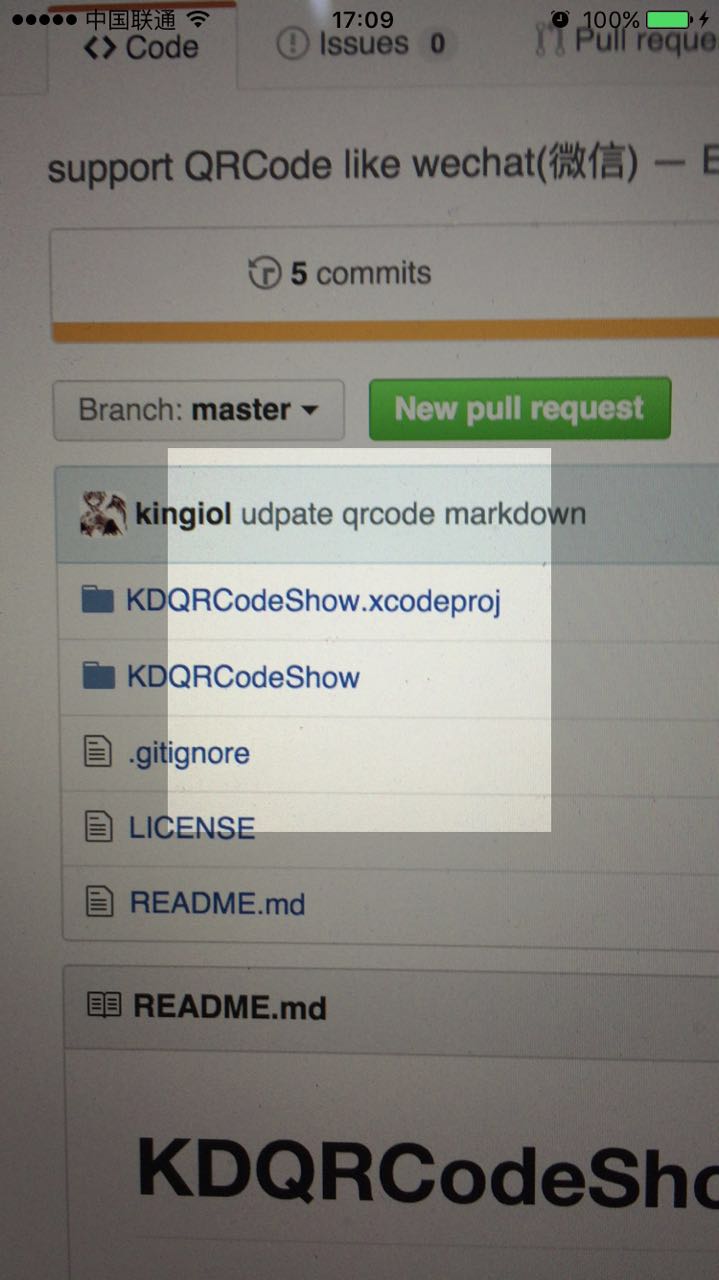 中国联通 17:09 100%
Code Issues 0 Pull reque
support QRCode like wechat(微信) — E
5 commits
Branch: master New pull request
kingiol udpate qrcode markdown
KDQRCodeShow.xcodeproj
KDQRCodeShow
.gitignore
LICENSE
README.md
README.md
KDQRCodeSho